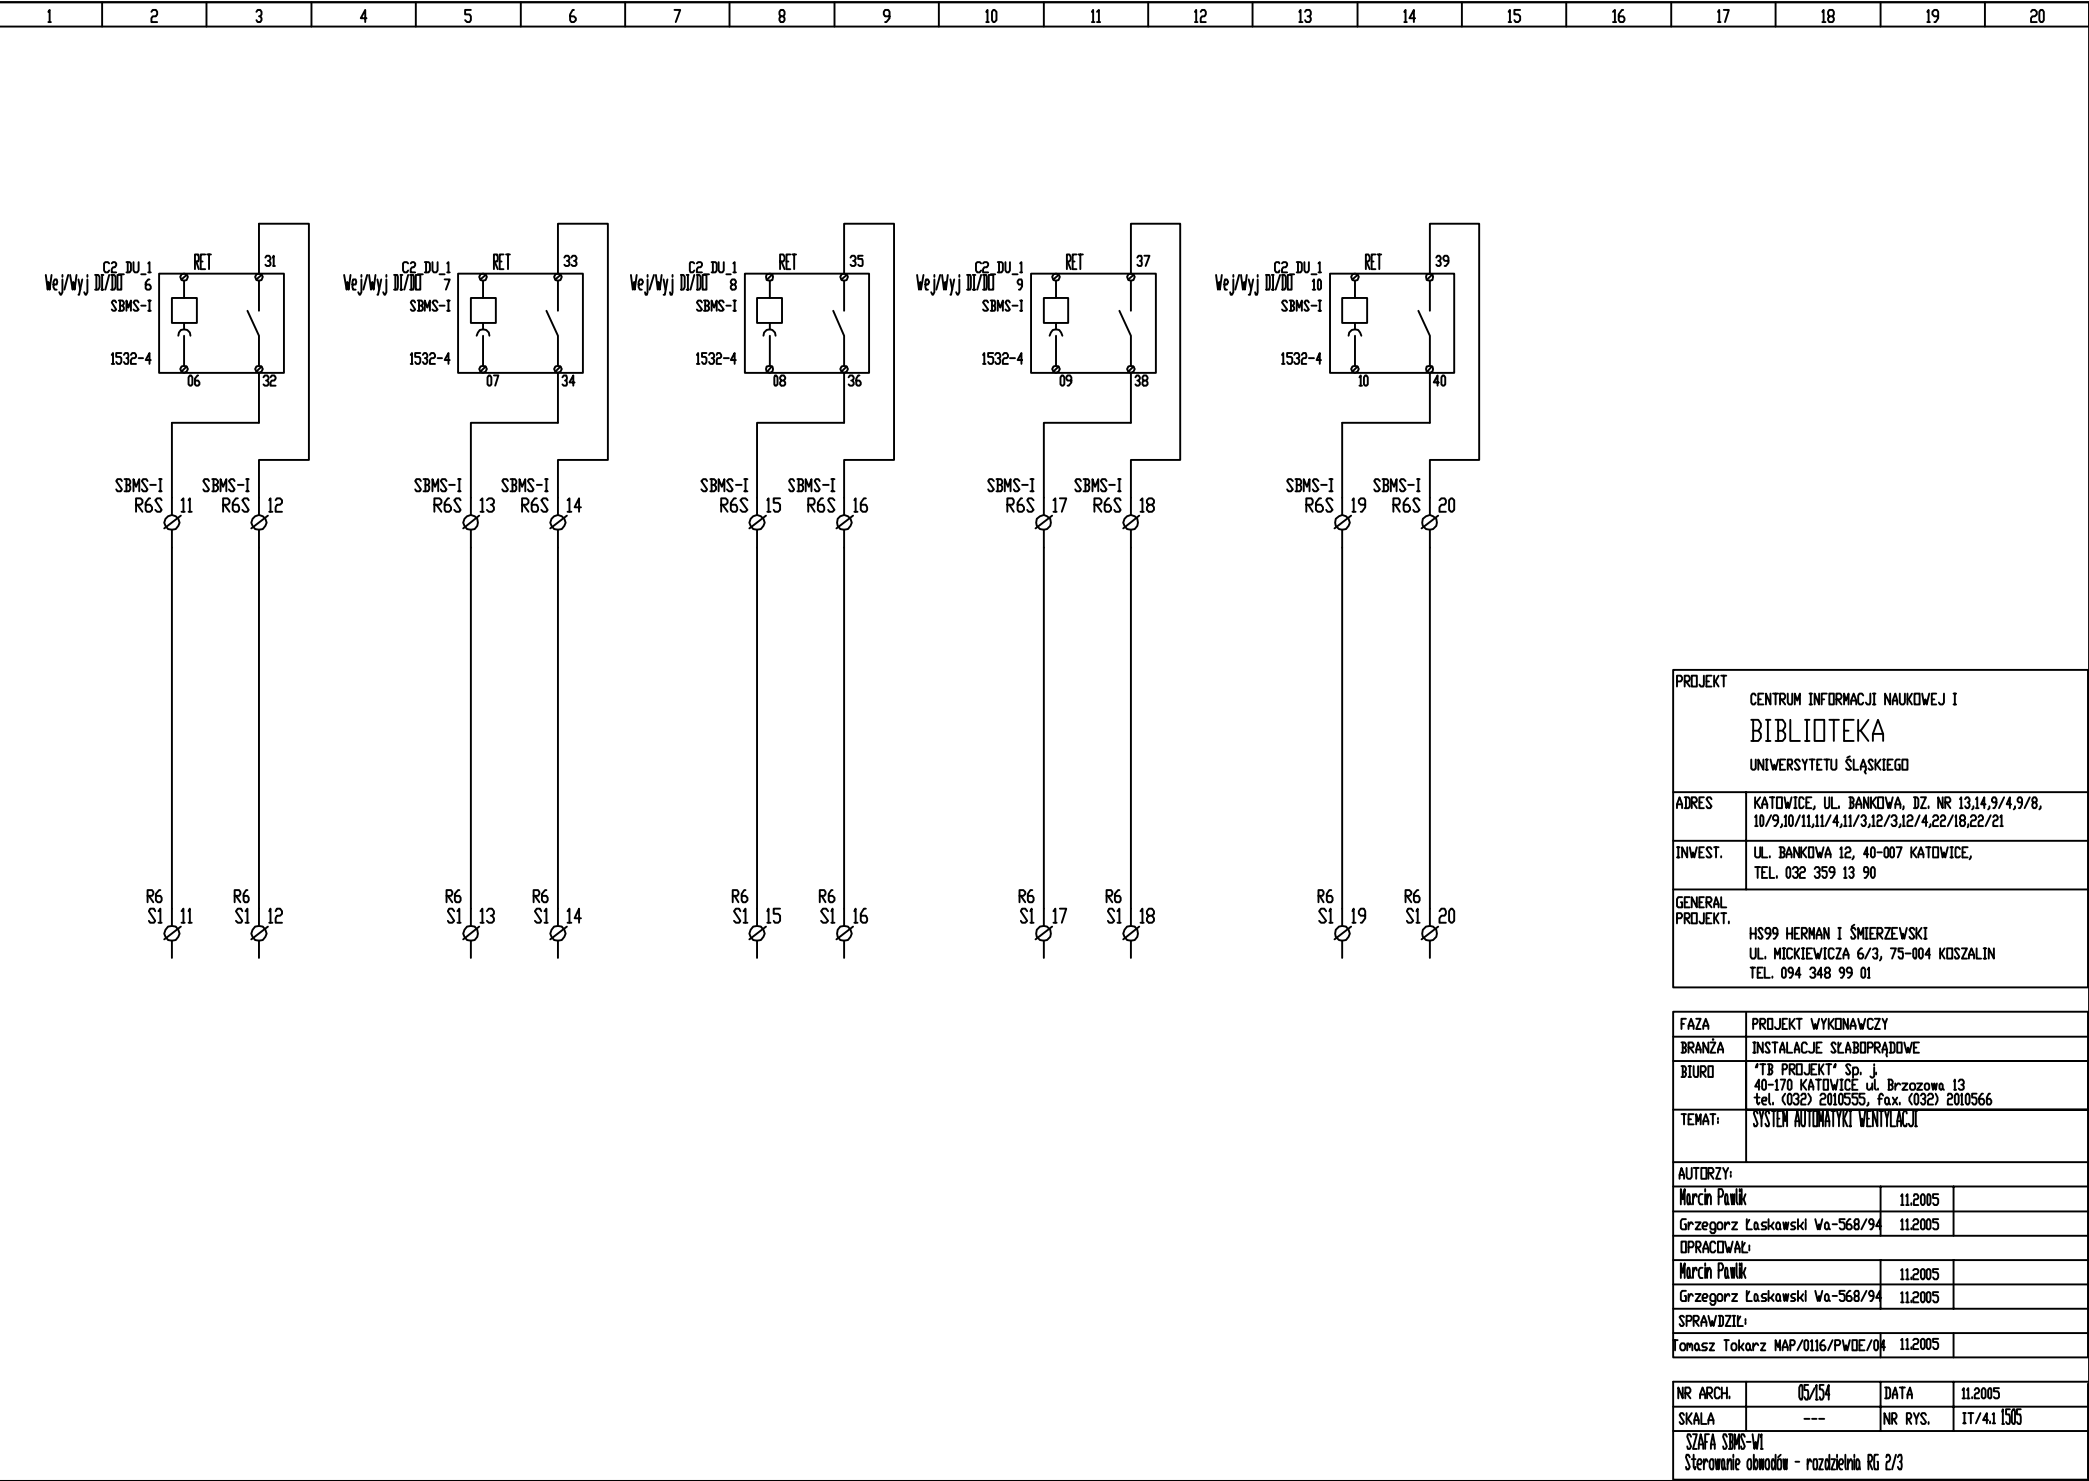 1 2 3 4 5 6 7 8 9 10 11 12 13 14 15 16 17 18 19 20
C2_DU_1 RET 31
Wej/Wyj DI/DO 6
SBMS-I
1532-4
06 32
C2_DU_1 RET 33
Wej/Wyj DI/DO 7
SBMS-I
1532-4
07 34
C2_DU_1 RET 35
Wej/Wyj DI/DO 8
SBMS-I
1532-4
08 36
C2_DU_1 RET 37
Wej/Wyj DI/DO 9
SBMS-I
1532-4
09 38
C2_DU_1 RET 39
Wej/Wyj DI/DO 10
SBMS-I
1532-4
10 40
SBMS-I SBMS-I SBMS-I SBMS-I SBMS-I SBMS-I SBMS-I SBMS-I SBMS-I SBMS-I
R6S 11 R6S 12 R6S 13 R6S 14 R6S 15 R6S 16 R6S 17 R6S 18 R6S 19 R6S 20
R6 R6 R6 R6 R6 R6 R6 R6 R6 R6
S1 11 S1 12 S1 13 S1 14 S1 15 S1 16 S1 17 S1 18 S1 19 S1 20
PROJEKT
CENTRUM INFORMACJI NAUKOWEJ I
BIBLIOTEKA
UNIWERSYTETU ŚLĄSKIEGO
ADRES KATOWICE, UL. BANKOWA, DZ. NR 13,14,9/4,9/8,
10/9,10/11,11/4,11/3,12/3,12/4,22/18,22/21
INWEST. UL. BANKOWA 12, 40-007 KATOWICE,
TEL. 032 359 13 90
GENERAL
PROJEKT.
HS99 HERMAN I ŚMIERZEWSKI
UL. MICKIEWICZA 6/3, 75-004 KOSZALIN
TEL. 094 348 99 01
FAZA PROJEKT WYKONAWCZY
BRANŻA INSTALACJE SŁABOPRĄDOWE
BIURO "TB PROJEKT" Sp. j.
40-170 KATOWICE ul. Brzozowa 13
tel. (032) 2010555, fax. (032) 2010566
TEMAT: SYSTEM AUTOMATYKI WENTYLACJI
AUTORZY:
Marcin Pawlik 11.2005
Grzegorz Łaskawski Wa-568/94 11.2005
OPRACOWAŁ:
Marcin Pawlik 11.2005
Grzegorz Łaskawski Wa-568/94 11.2005
SPRAWDZIŁ:
Tomasz Tokarz MAP/0116/PWOE/04 11.2005
NR ARCH. 05/154 DATA 11.2005
SKALA --- NR RYS. IT/4.1 1505
SZAFA SBMS-W1
Sterowanie obwodów - rozdzielnia RG 2/3